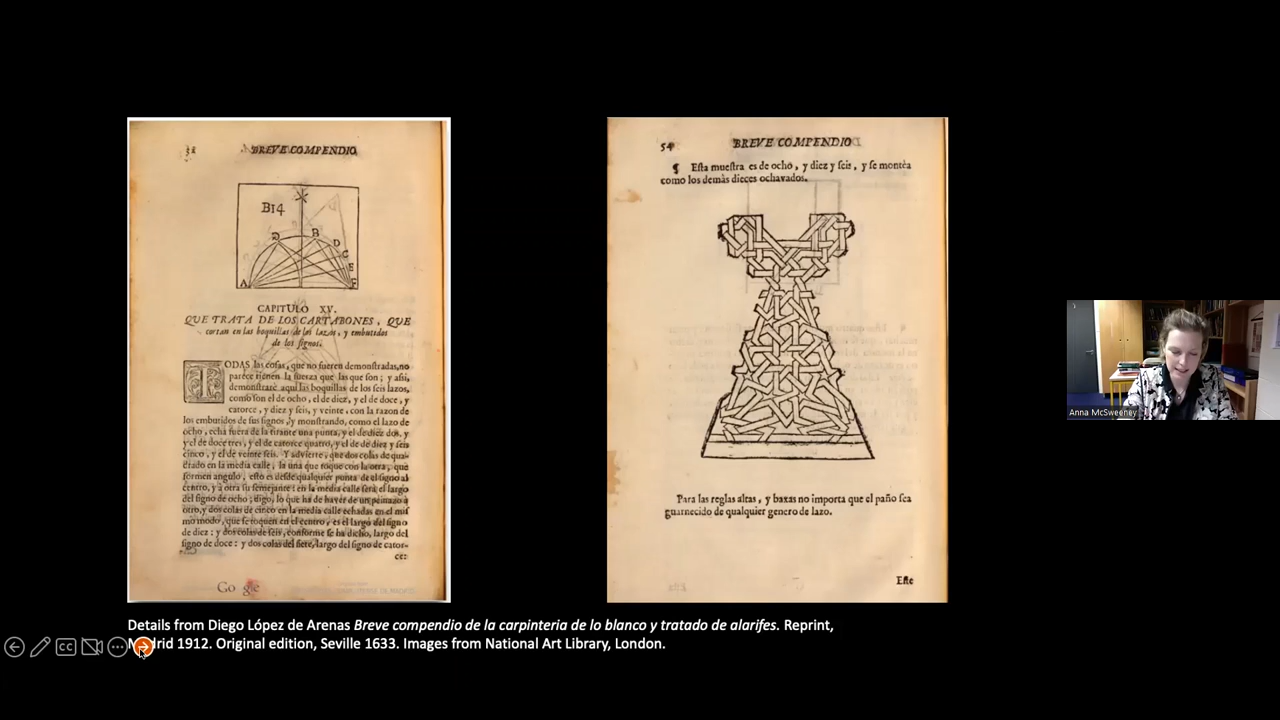 BREVE COMPENDIO
B14
A
B
D
C
E
F
CAPITULO XV.
QUE TRATA DE LOS CARTABONES, QUE
cortan en las boquillas de los lazos, y embutidos
de los signos.
TODAS las cosas, que no fueren demonstradas, no
parece tienen la fuerza que las que son; y assi,
demonstraré aqui las boquillas de los seis lazos,
como son el de ocho, el de diez, y el de doce, y
catorce, y diez y seis, y veinte, con la razon de
los embutidos de sus signos, y monstrando, como el lazo de
ocho, echa fuera de la tirante una punta, y el de diez dos, y
y el de doce tres, y el de catorce quatro, y el de de diez y seis
cinco, y el de veinte seis. Y advierte, que dos colas de qua-
drado en la media calle, la una que toque con la otra, que
formen angulo, esto es desde qualquier punta de el signo al
centro, y a otra su semejante: en la media calle será el largo
del signo de ocho; digo, lo que ha de haver de un peinazo à
otro, y dos colas de cinco en la media calle echadas en el mis
mo modo, que se toquen en el centro, es el largo del signo
de diez: y dos colas de seis, conforme se ha dicho, largo del
signo de doce: y dos colas del siete, largo del signo de cator-
ce:
Google
54 BREVE COMPENDIO
¶ Esta muestra es de ocho, y diez y seis, y se montèa
como los demàs dieces ochavados.
Para las reglas altas, y baxas no importa que el paño sea
guarnecido de qualquier genero de lazo.
Este
Anna McSweeney
Details from Diego López de Arenas Breve compendio de la carpinteria de lo blanco y tratado de alarifes. Reprint,
Madrid 1912. Original edition, Seville 1633. Images from National Art Library, London.
CC